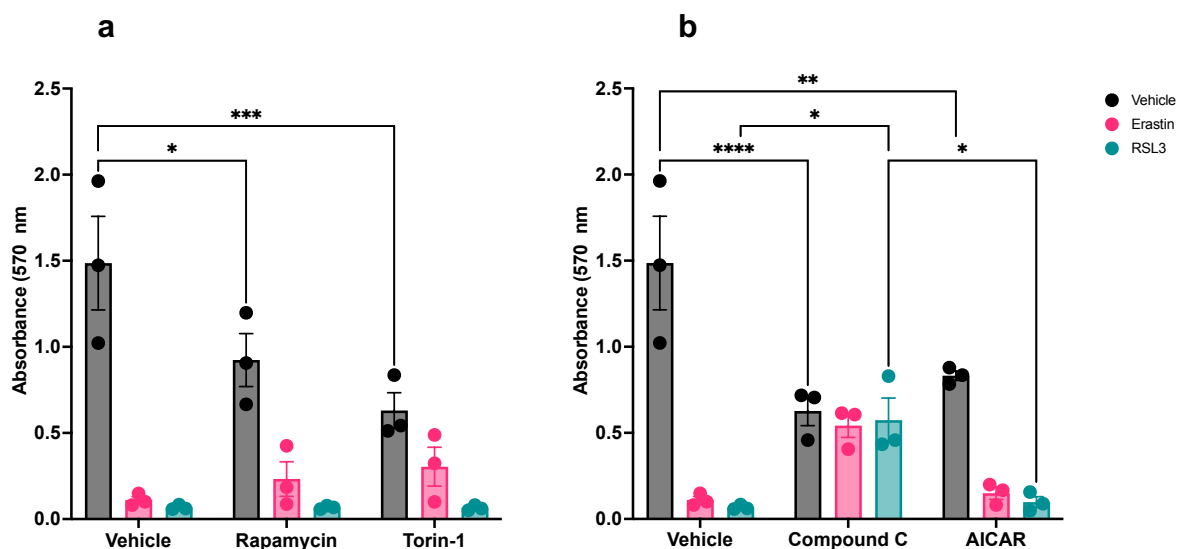 a
b
2.5
2.0
1.5
1.0
0.5
0.0
Absorbance (570 nm
***
*
Vehicle
Rapamycin
Torin-1
2.5
2.0
1.5
1.0
0.5
0.0
Absorbance (570 nm
**
*
****
*
Vehicle
Compound C
AICAR
Vehicle
Erastin
RSL3